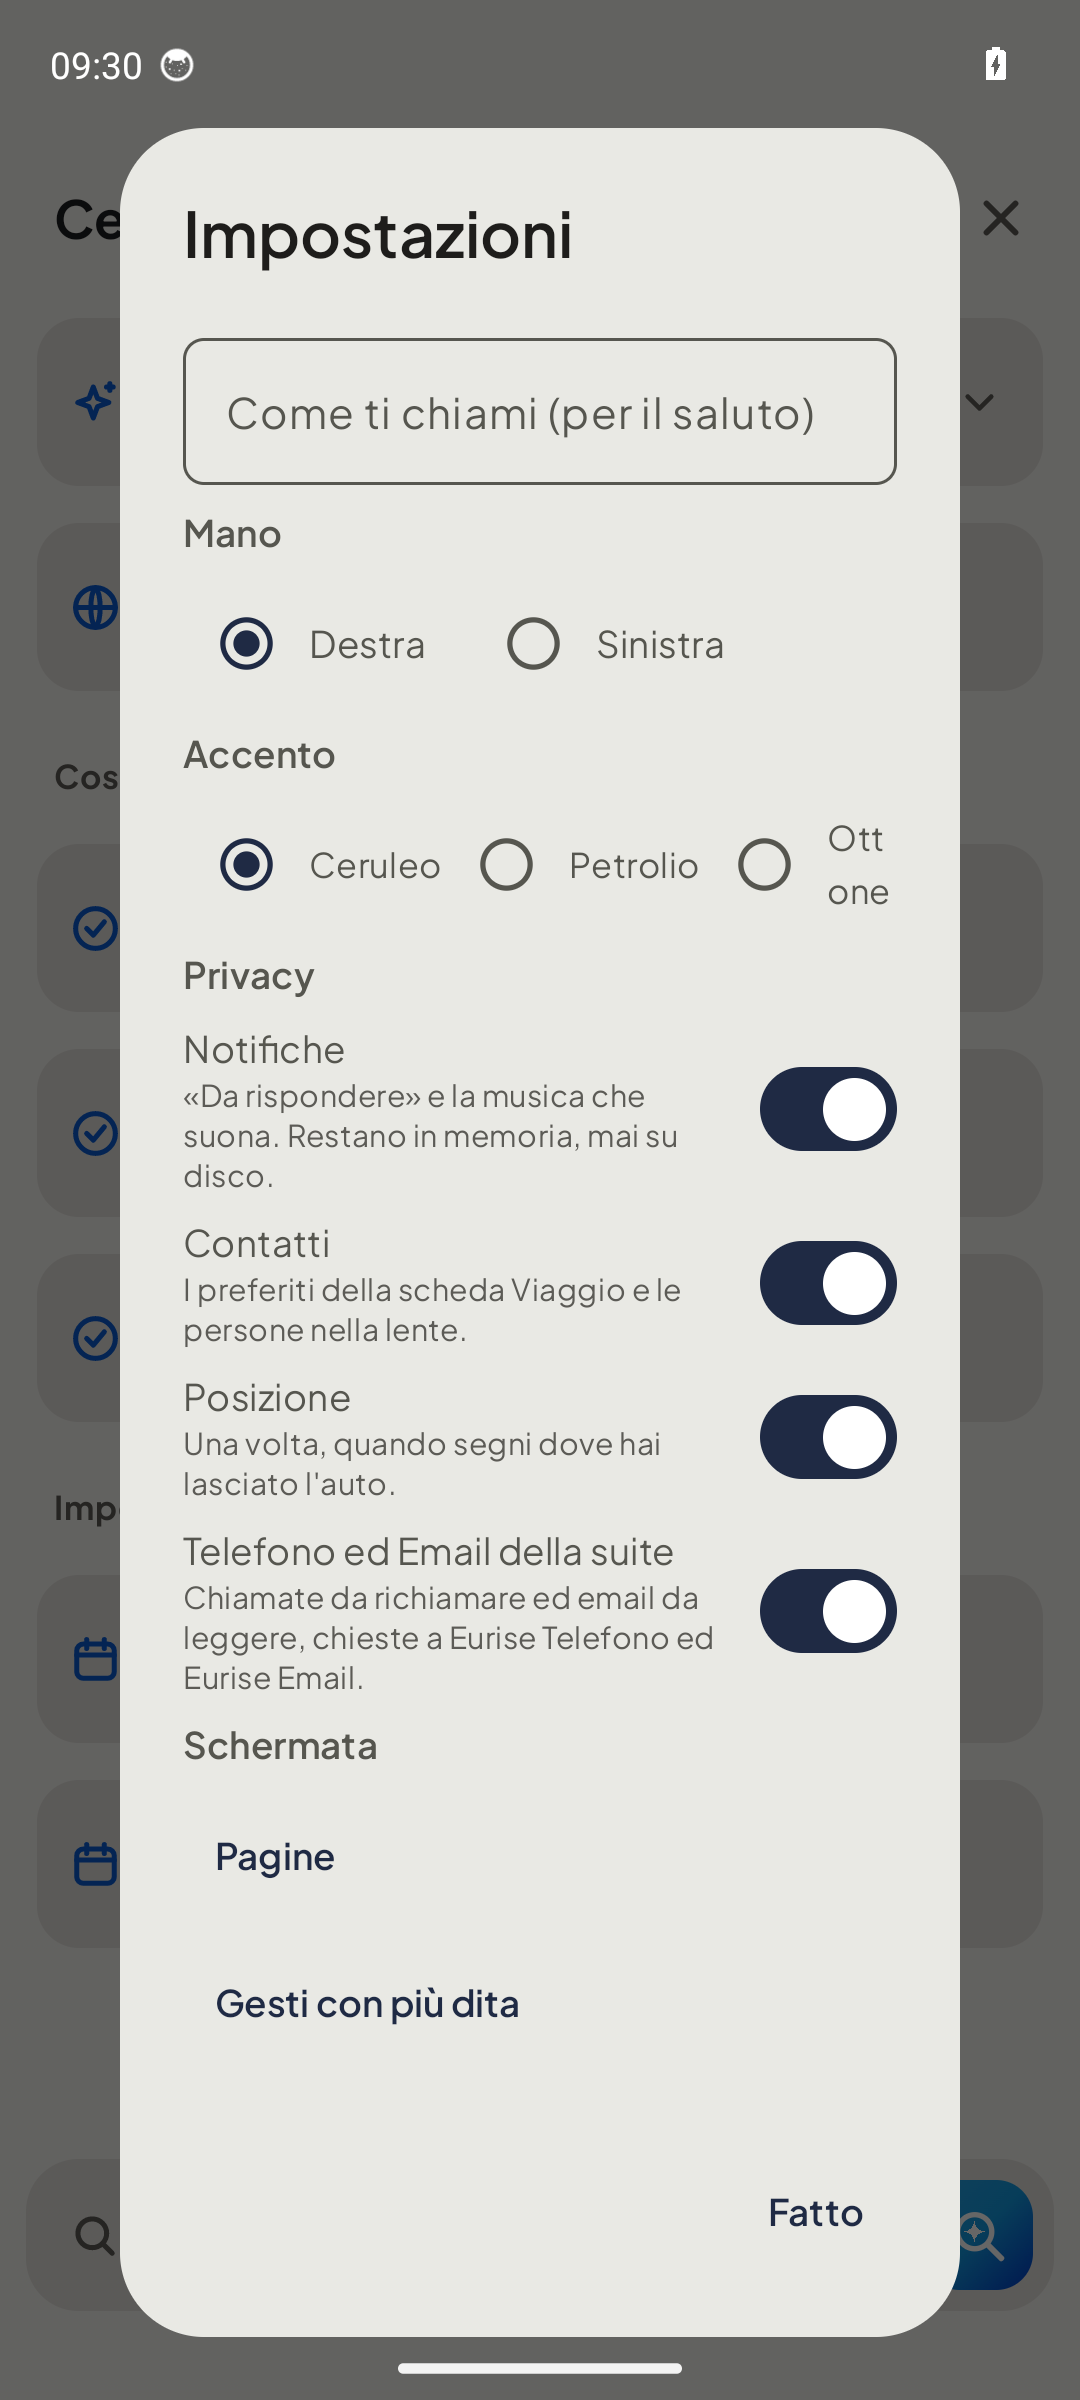 09:30
Ce
Impostazioni
Come ti chiami (per il saluto)
Mano
Destra
Sinistra
Cos
Accento
Ceruleo
Petrolio
Ott
one
Privacy
Notifiche
«Da rispondere» e la musica che
suona. Restano in memoria, mai su
disco.
Contatti
I preferiti della scheda Viaggio e le
persone nella lente.
Posizione
Una volta, quando segni dove hai
lasciato l'auto.
Impo
Telefono ed Email della suite
Chiamate da richiamare ed email da
leggere, chieste a Eurise Telefono ed
Eurise Email.
Schermata
Pagine
Gesti con più dita
Fatto